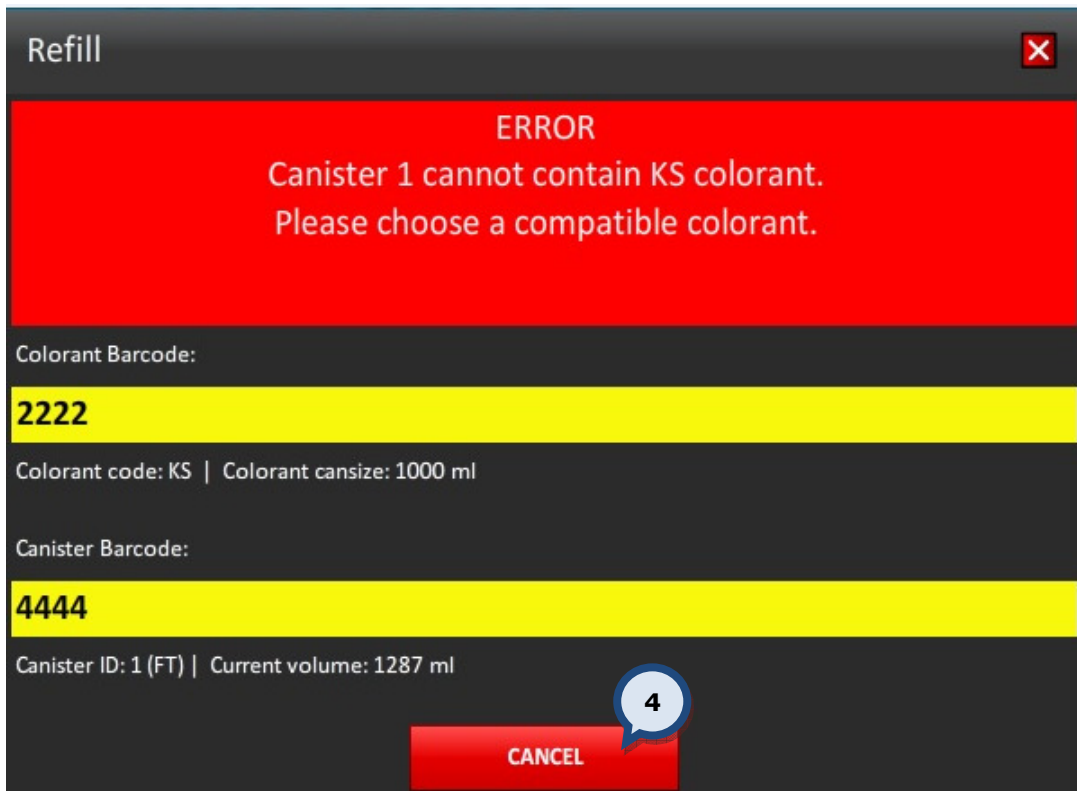 Refill
ERROR
Canister 1 cannot contain KS colorant.
Please choose a compatible colorant.
Colorant Barcode:
2222
Colorant code: KS | Colorant cansize: 1000 ml
Canister Barcode:
4444
Canister ID: 1 (FT) | Current volume: 1287 ml
4
CANCEL